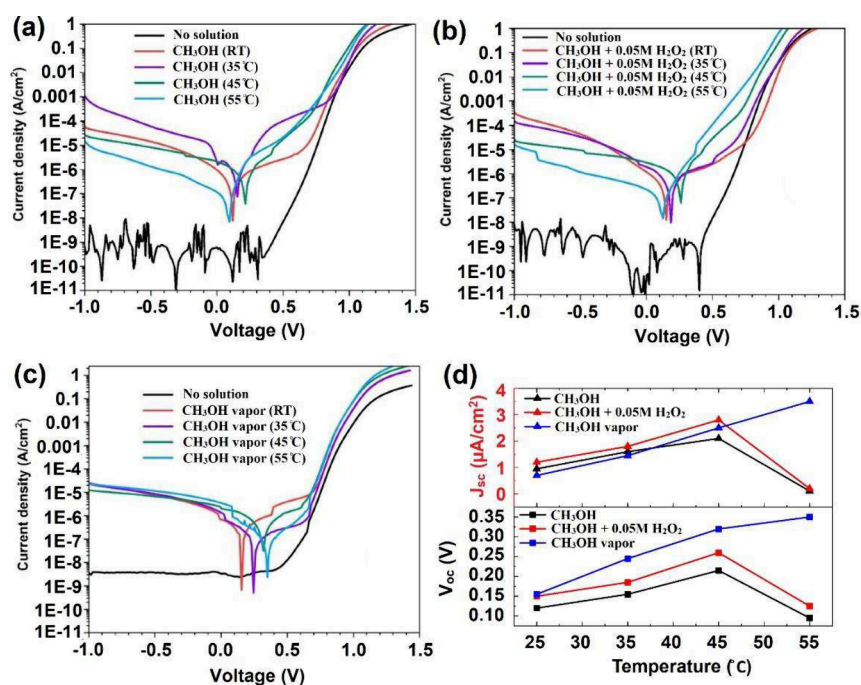 (a)
No solution
CH₃OH (RT)
CH₃OH (35℃)
CH₃OH (45℃)
CH₃OH (55℃)
Current density (A/cm²)
1
0.1
0.01
0.001
1E-4
1E-5
1E-6
1E-7
1E-8
1E-9
1E-10
1E-11
-1.0 -0.5 0.0 0.5 1.0 1.5
Voltage (V)
(b)
No solution
CH₃OH + 0.05M H₂O₂ (RT)
CH₃OH + 0.05M H₂O₂ (35℃)
CH₃OH + 0.05M H₂O₂ (45℃)
CH₃OH + 0.05M H₂O₂ (55℃)
Current density (A/cm²)
1
0.1
0.01
0.001
1E-4
1E-5
1E-6
1E-7
1E-8
1E-9
1E-10
1E-11
-1.0 -0.5 0.0 0.5 1.0 1.5
Voltage (V)
(c)
No solution
CH₃OH vapor (RT)
CH₃OH vapor (35℃)
CH₃OH vapor (45℃)
CH₃OH vapor (55℃)
Current density (A/cm²)
1
0.1
0.01
0.001
1E-4
1E-5
1E-6
1E-7
1E-8
1E-9
1E-10
1E-11
-1.0 -0.5 0.0 0.5 1.0 1.5
Voltage (V)
(d)
CH₃OH
CH₃OH + 0.05M H₂O₂
CH₃OH vapor
Jsc (µA/cm²)
4
3
2
1
0
CH₃OH
CH₃OH + 0.05M H₂O₂
CH₃OH vapor
Voc (V)
0.35
0.30
0.25
0.20
0.15
0.10
25 35 45 55
Temperature (℃)